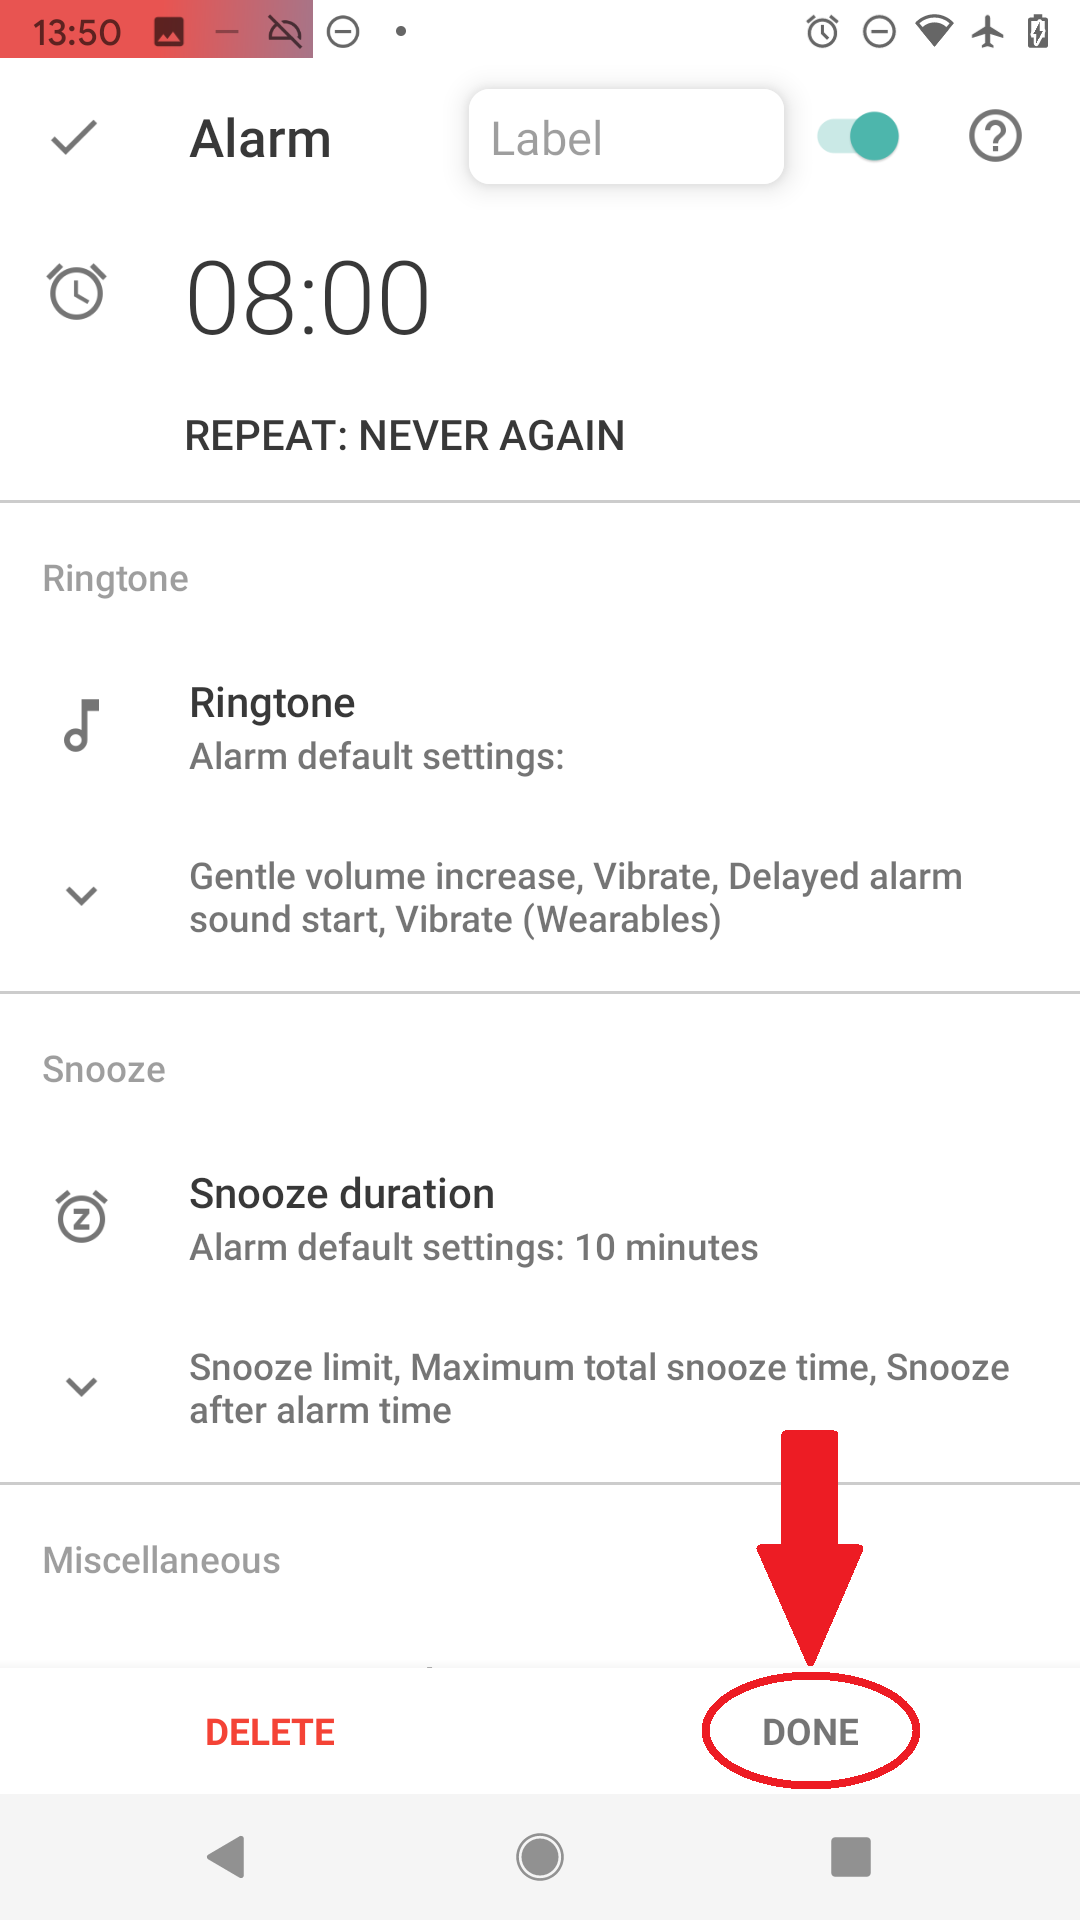 13:50
Alarm
Label
08:00
REPEAT: NEVER AGAIN
Ringtone
Ringtone
Alarm default settings:
Gentle volume increase, Vibrate, Delayed alarm
sound start, Vibrate (Wearables)
Snooze
Snooze duration
Alarm default settings: 10 minutes
Snooze limit, Maximum total snooze time, Snooze
after alarm time
Miscellaneous
DELETE
DONE